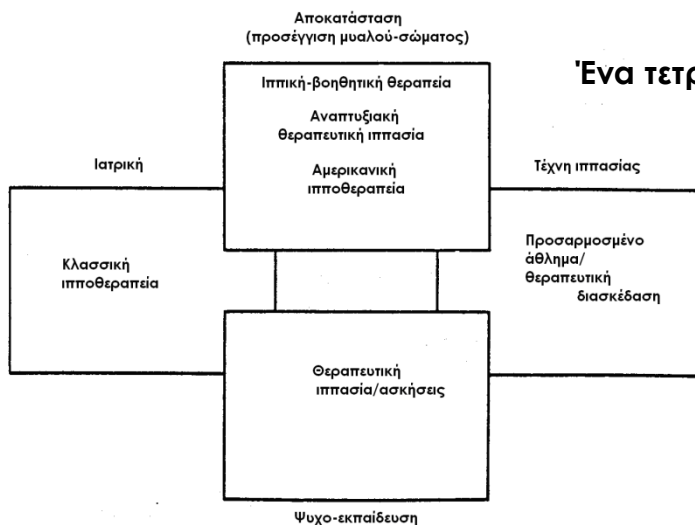 Αποκατάσταση
(προσέγγιση μυαλού-σώματος)
Ένα
Ιππική-βοηθητική θεραπεία
Αναπτυξιακή
θεραπευτική ιππασία
Αμερικανική
ιπποθεραπεία
Ιατρική
Τέχνη ιππασίας
Κλασσική
ιπποθεραπεία
Προσαρμοσμένο
άθλημα/
θεραπευτική
διασκέδαση
Θεραπευτική
ιππασία/ασκήσεις
Ψυχο-εκπαίδευση